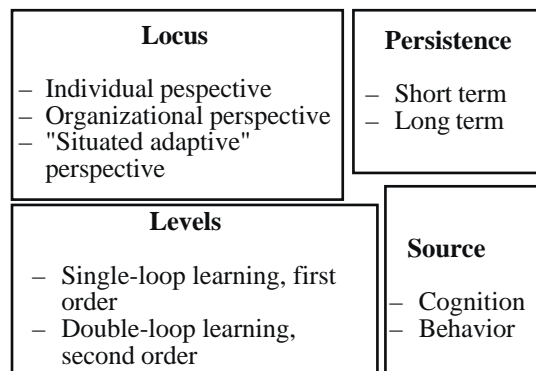 Locus
– Individual pespective
– Organizational perspective
– "Situated adaptive"
perspective
Persistence
– Short term
– Long term
Levels
– Single-loop learning, first
order
– Double-loop learning,
second order
Source
– Cognition
– Behavior